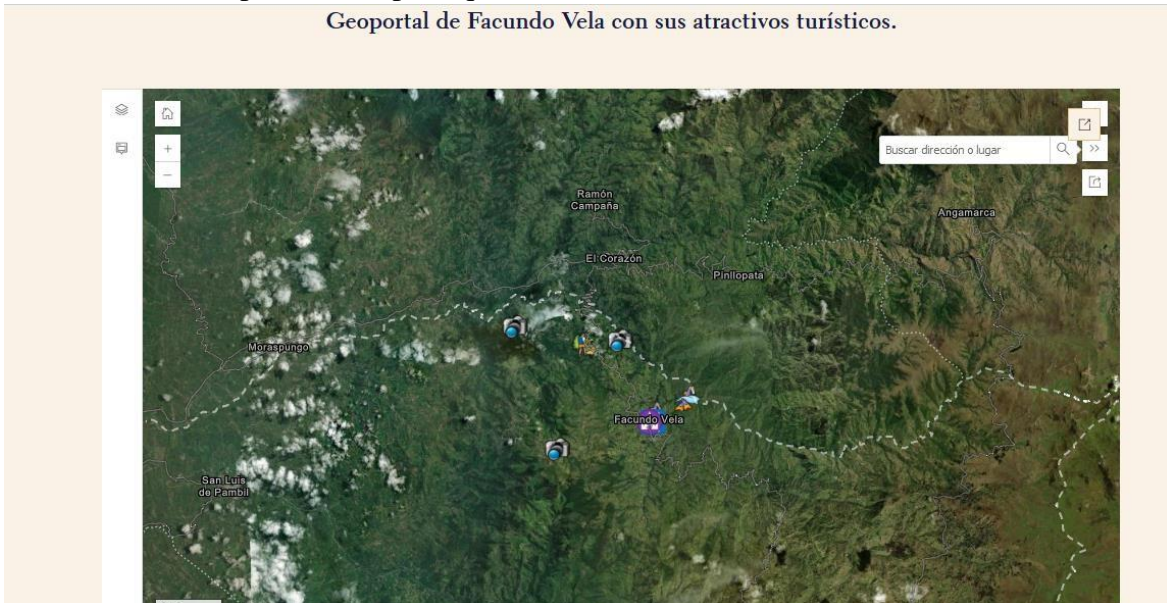 Geoportal de Facundo Vela con sus atractivos turísticos.
Buscar dirección o lugar
Ramón
Campaña
Angamarca
El Corazón
Pinllopata
Moraspungo
Facundo Vela
San Luis
de Pambil